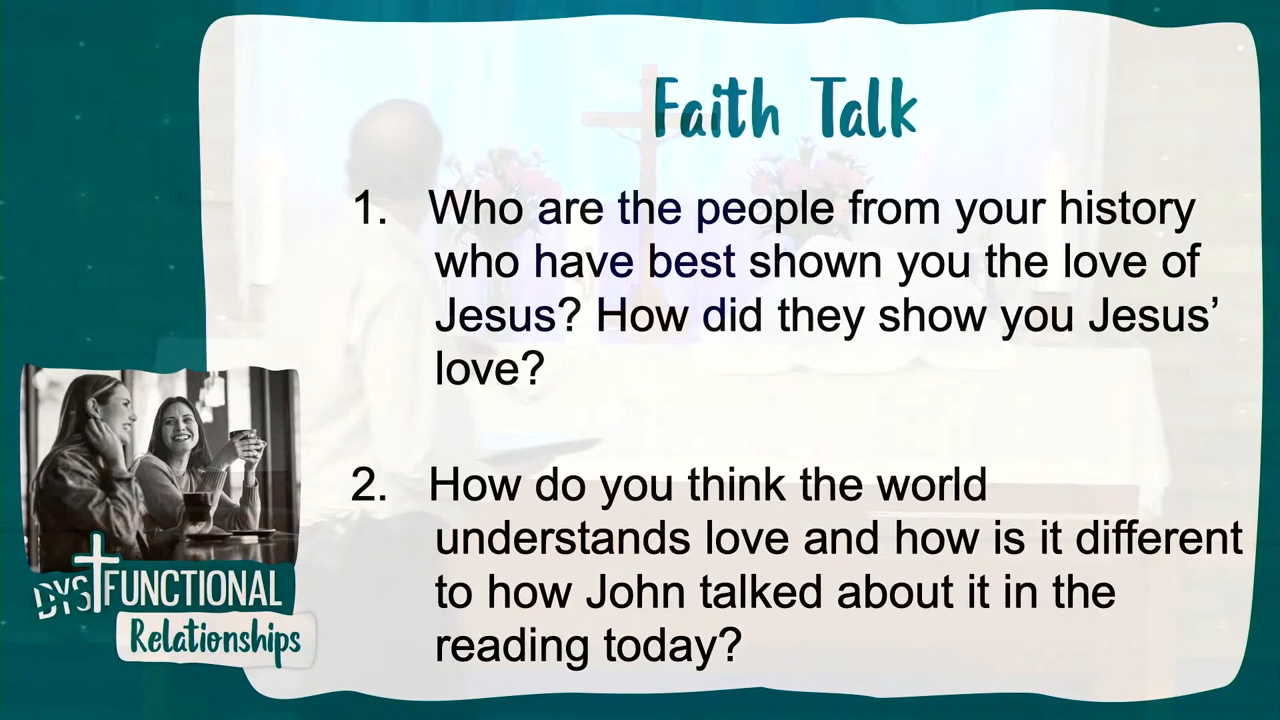 Faith Talk
1. Who are the people from your history
who have best shown you the love of
Jesus? How did they show you Jesus’
love?
2. How do you think the world
understands love and how is it different
to how John talked about it in the
reading today?
DYSFUNCTIONAL
Relationships